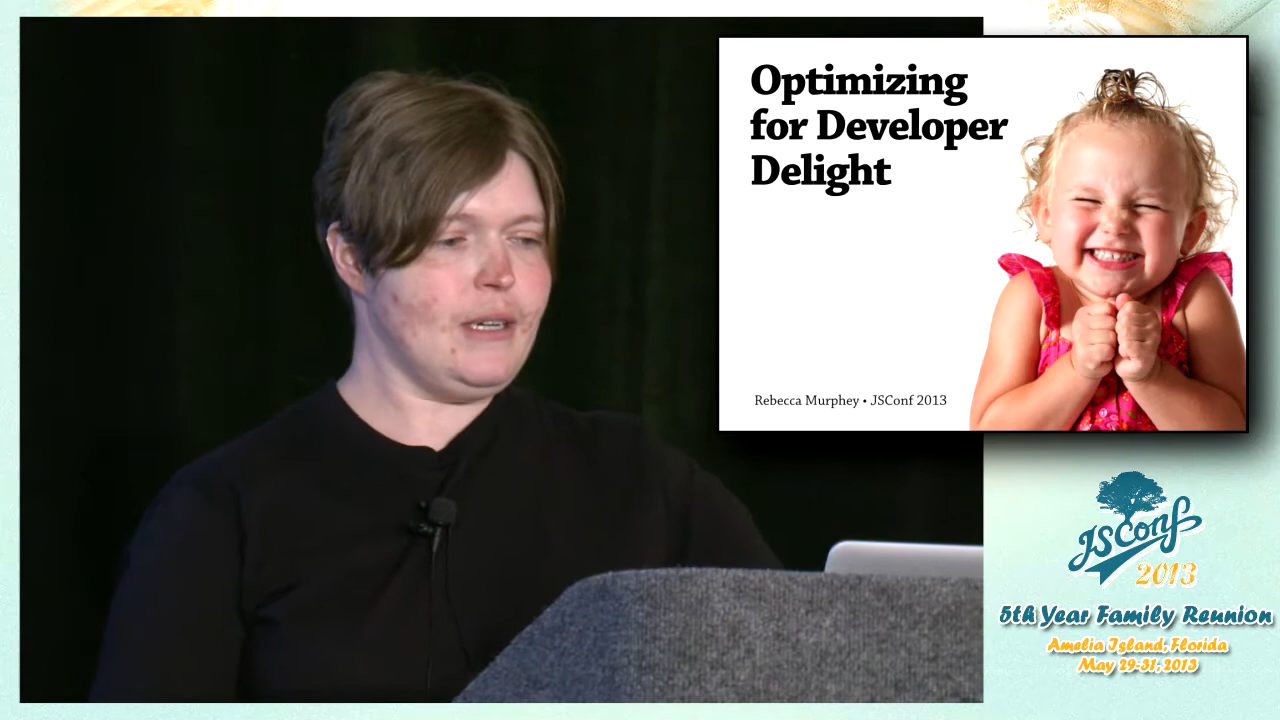 Optimizing
for Developer
Delight
Rebecca Murphey • JSConf 2013
JSConf
2013
5th Year Family Reunion
Amelia Island, Florida
May 29-31, 2013